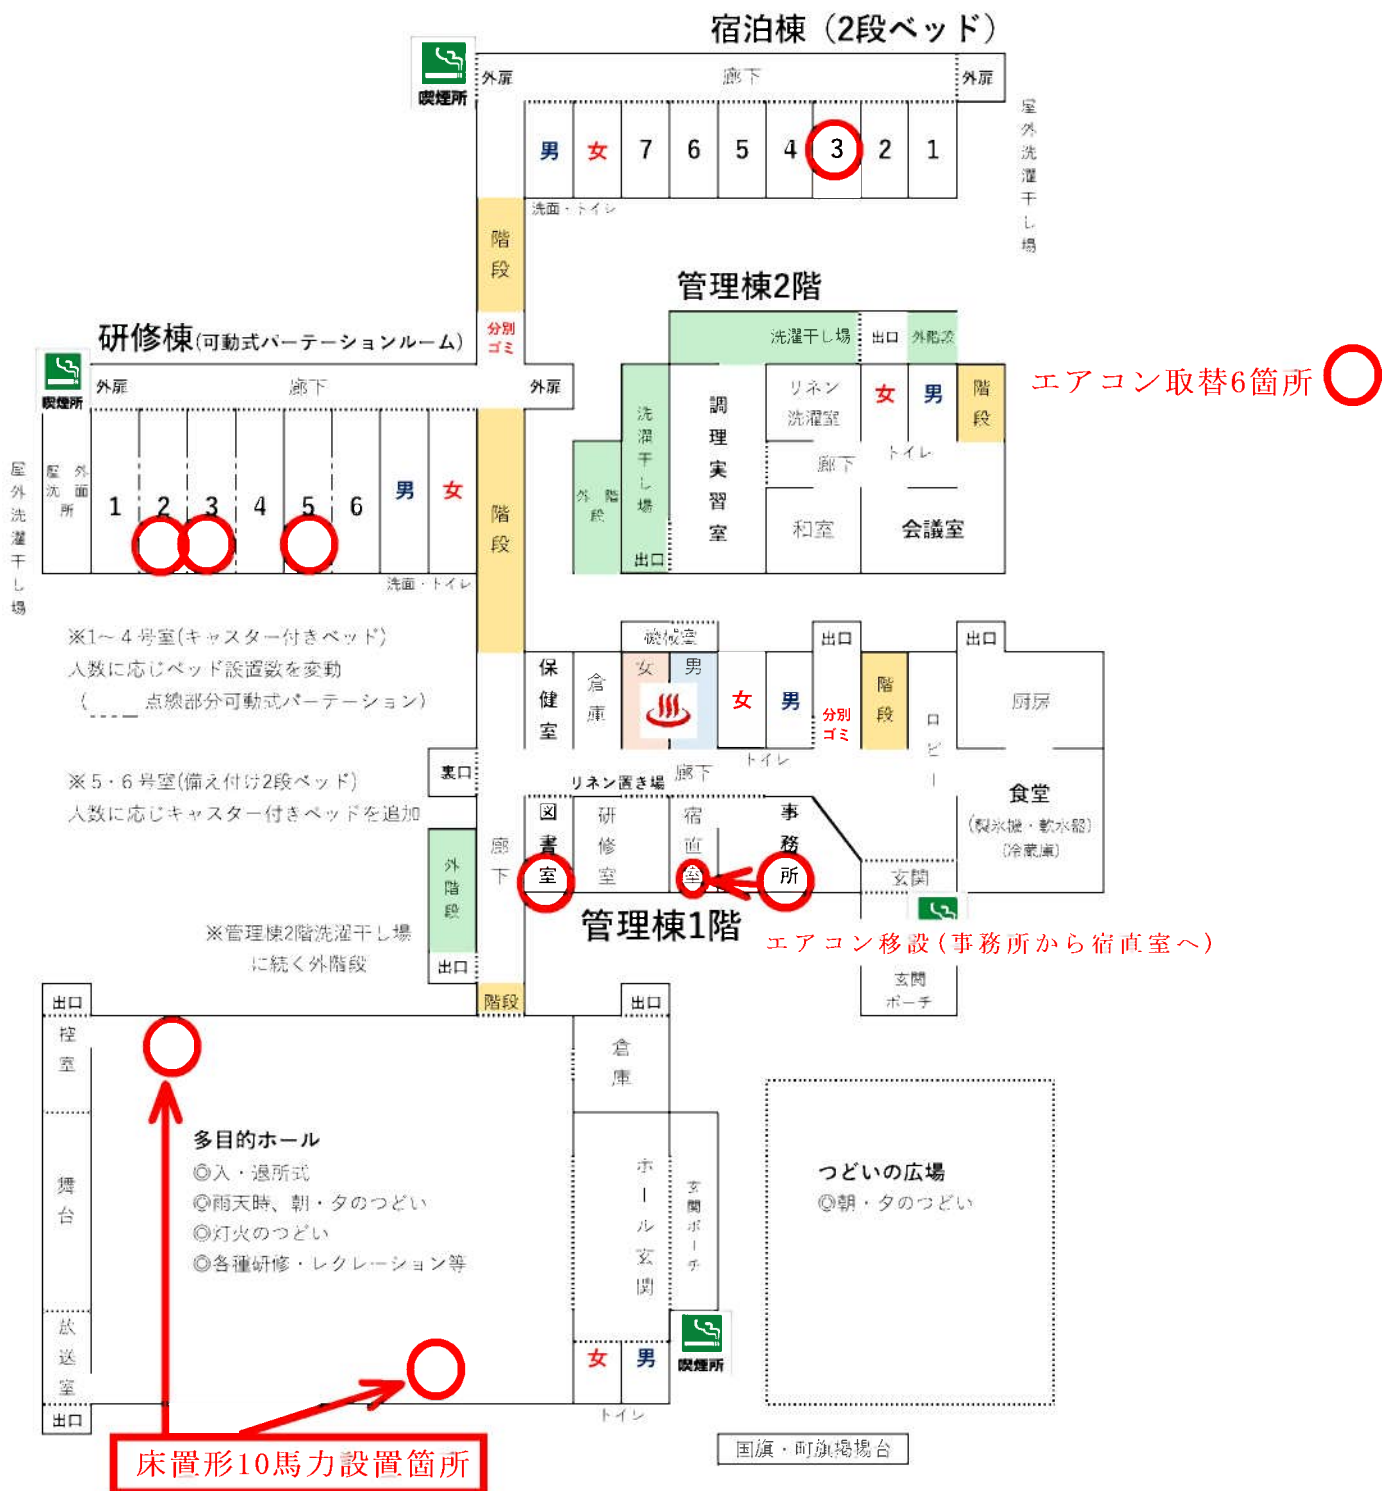 宿泊棟（2段ベッド）
喫煙所
外扉
廊下
外扉
男
女
7
6
5
4
3
2
1
洗面・トイレ
屋外洗濯干し場
階段
分別
ゴミ
管理棟2階
洗濯干し場
出口
外階段
洗濯干し場
外階段
出口
調理実習室
リネン
洗濯室
女
男
階段
トイレ
廊下
和室
会議室
エアコン取替6箇所
研修棟(可動式パーテーションルーム)
喫煙所
外扉
廊下
外扉
屋外洗濯干し場
屋外洗面所
1
2
3
4
5
6
男
女
洗面・トイレ
階段
※1～4号室(キャスター付きベッド)
人数に応じベッド設置数を変動
（____ 点線部分可動式パーテーション）
※5・6号室(備え付け2段ベッド)
人数に応じキャスター付きベッドを追加
機械室
出口
出口
保健室
倉庫
女
男
女
男
分別
ゴミ
階段
ロビー
厨房
トイレ
裏口
リネン置き場
廊下
食堂
(製氷機・軟水器)
(冷蔵庫)
図書室
研修室
宿直室
事務所
玄関
廊下
外階段
出口
管理棟1階
エアコン移設(事務所から宿直室へ)
※管理棟2階洗濯干し場
に続く外階段
玄関
ポーチ
階段
出口
出口
控室
倉庫
舞台
多目的ホール
◎入・退所式
◎雨天時、朝・夕のつどい
◎灯火のつどい
◎各種研修・レクレーション等
ホール玄関
玄関ポーチ
つどいの広場
◎朝・夕のつどい
放送室
出口
女
男
喫煙所
トイレ
床置形10馬力設置箇所
国旗・町旗掲揚台